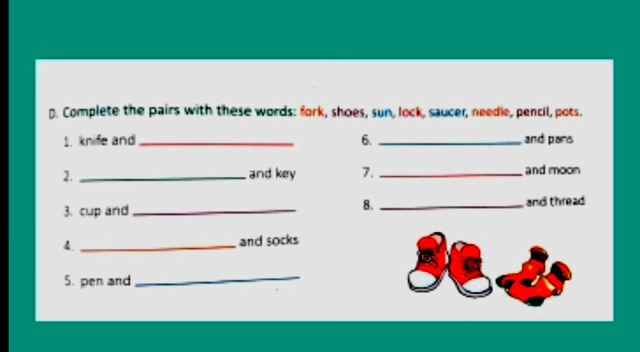 D. Complete the pairs with these words: fork, shoes, sun, lock, saucer, needle, pencil, pots.
1. knife and
2. and key
3. cup and
4. and socks
5. pen and
6. and pans
7. and moon
8. and thread